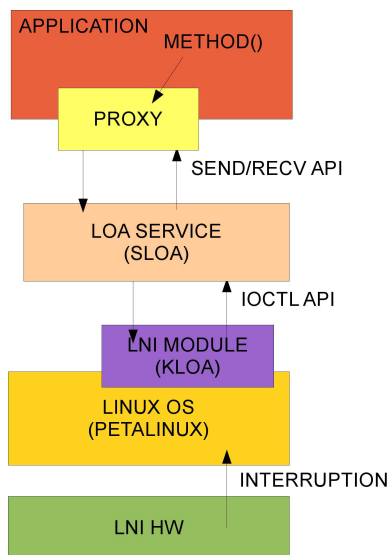 APPLICATION
METHOD()
PROXY
SEND/RECV API
LOA SERVICE
(SLOA)
IOCTL API
LNI MODULE
(KLOA)
LINUX OS
(PETALINUX)
INTERRUPTION
LNI HW